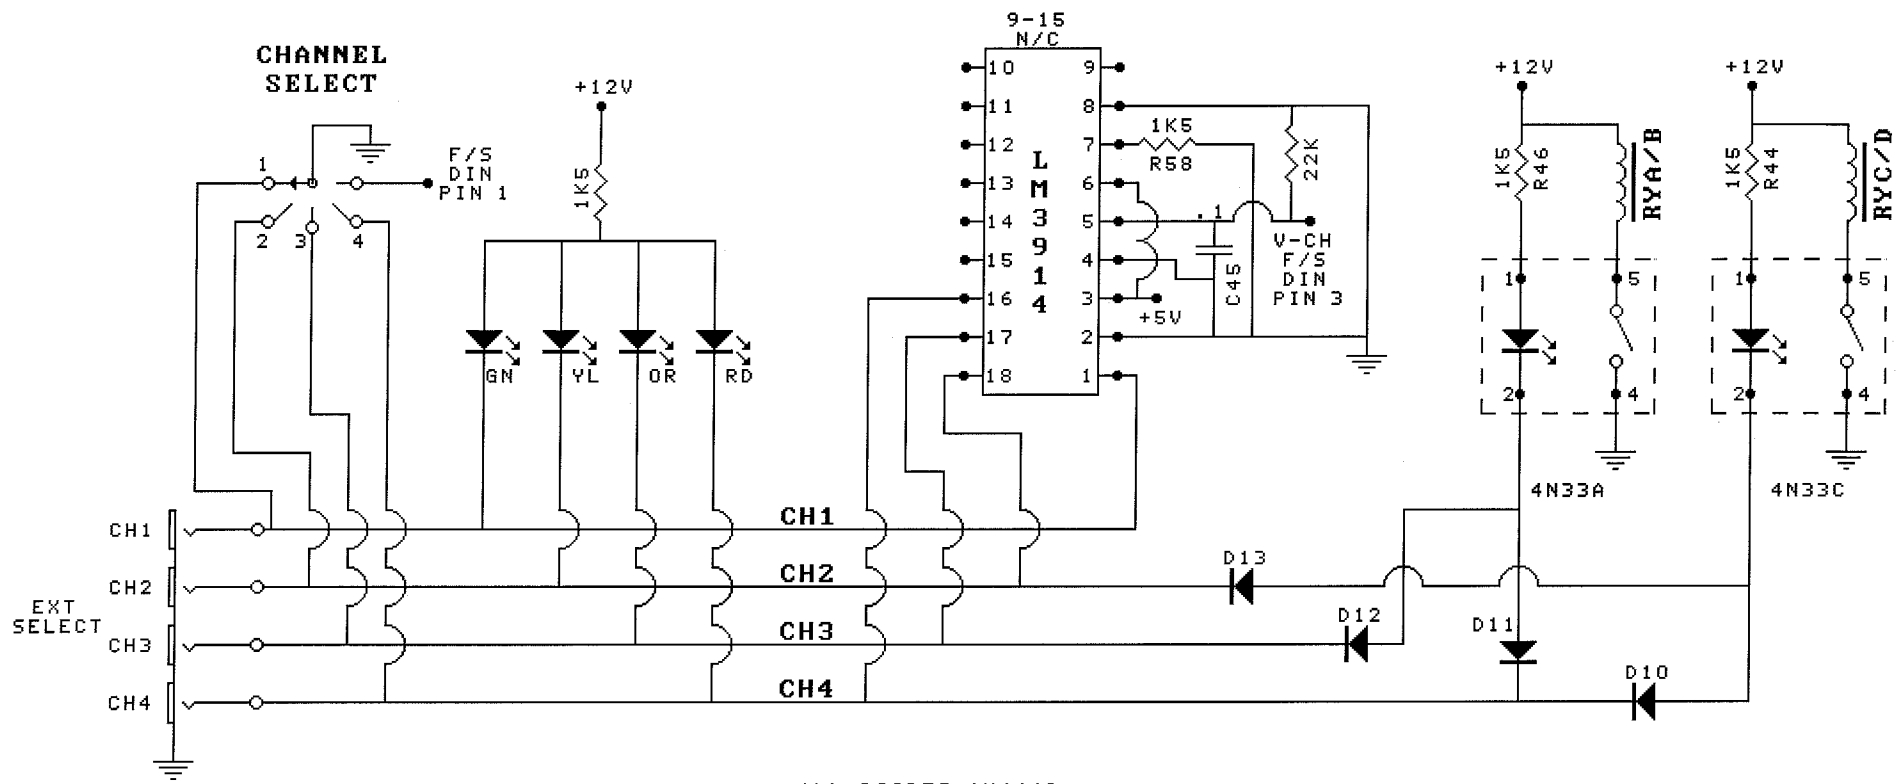 CHANNEL
SELECT
1
2
3
4
F/S
DIN
PIN 1
+12V
1K5
GN
YL
OR
RD
9-15
N/C
LM3914
10
11
12
13
14
15
16
17
18
9
8
7
6
5
4
3
2
1
1K5
R58
22K
.1
C45
V-CH
F/S
DIN
PIN 3
+5V
+12V
1K5
R46
RYA/B
1
5
2
4
4N33A
+12V
1K5
R44
RYC/D
1
5
2
4
4N33C
EXT
SELECT
CH1
CH2
CH3
CH4
CH1
CH2
CH3
CH4
D13
D12
D11
D10